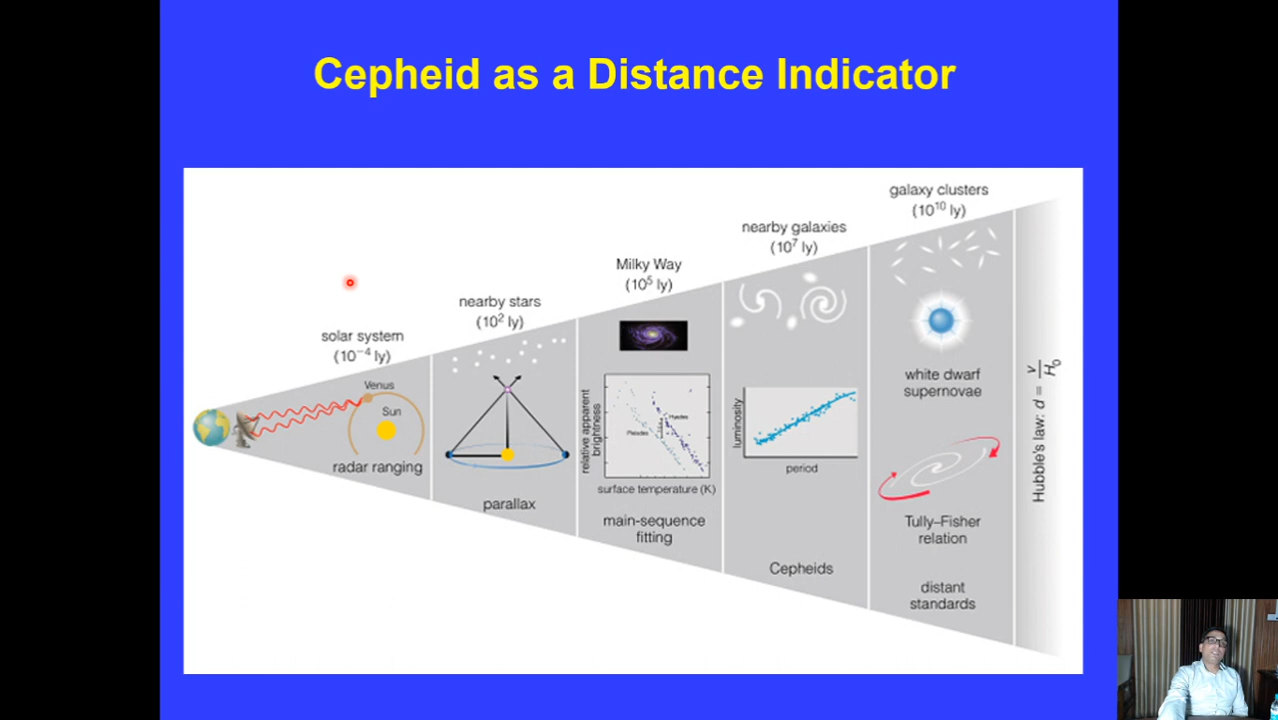 Cepheid as a Distance Indicator
galaxy clusters
(10¹⁰ ly)
nearby galaxies
(10⁷ ly)
Milky Way
(10⁵ ly)
nearby stars
(10² ly)
solar system
(10⁻⁴ ly)
Venus
Sun
radar ranging
parallax
relative apparent
brightness
Hyades
Pleiades
surface temperature (K)
main-sequence
fitting
luminosity
period
Cepheids
white dwarf
supernovae
Tully–Fisher
relation
distant
standards
Hubble's law: d = v/H₀